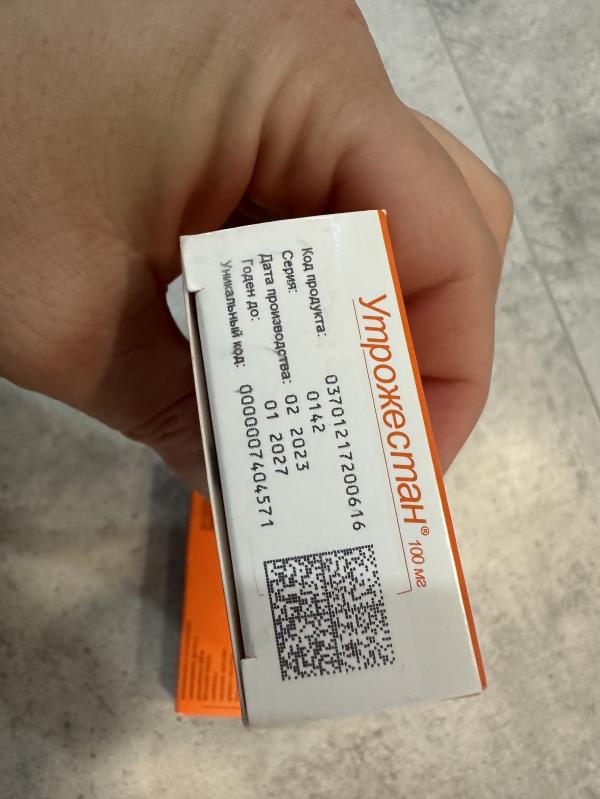 Утрожестан® 100 мг
Код продукта: 03701217200616
Серия: 0142
Дата производства: 02 2023
Годен до: 01 2027
Уникальный код: 0000007404571